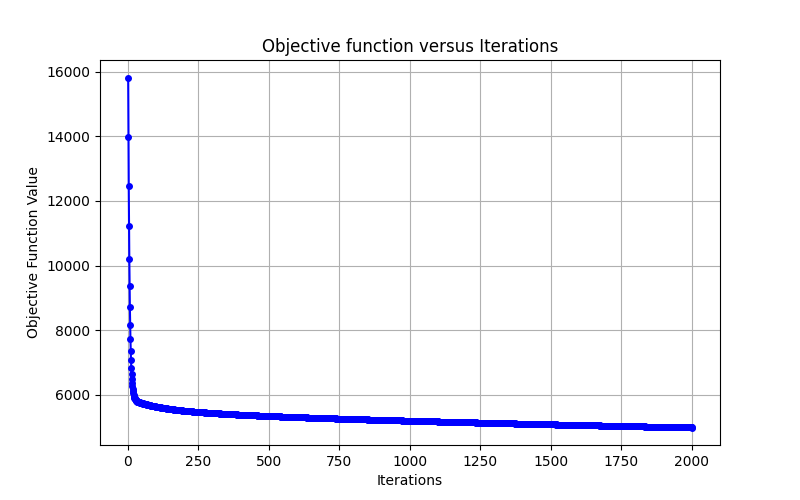 Objective function versus Iterations
Objective Function Value
16000
14000
12000
10000
8000
6000
0 250 500 750 1000 1250 1500 1750 2000
Iterations